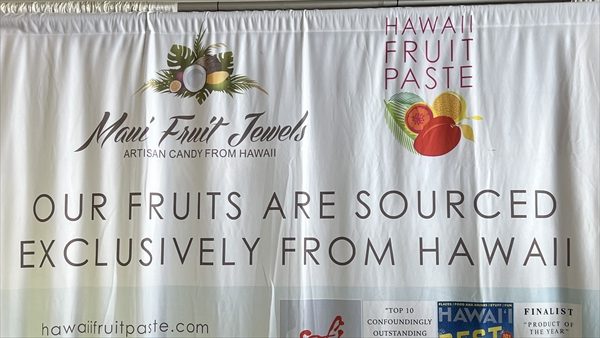 HAWAII
FRUIT
PASTE
Maui Fruit Jewels
ARTISAN CANDY FROM HAWAII
OUR FRUITS ARE SOURCED
EXCLUSIVELY FROM HAWAII
hawaiifruitpaste.com
"TOP 10
CONFOUNDINGLY
OUTSTANDING
HAWAI'I
BEST
FINALIST
"PRODUCT OF
THE YEAR"